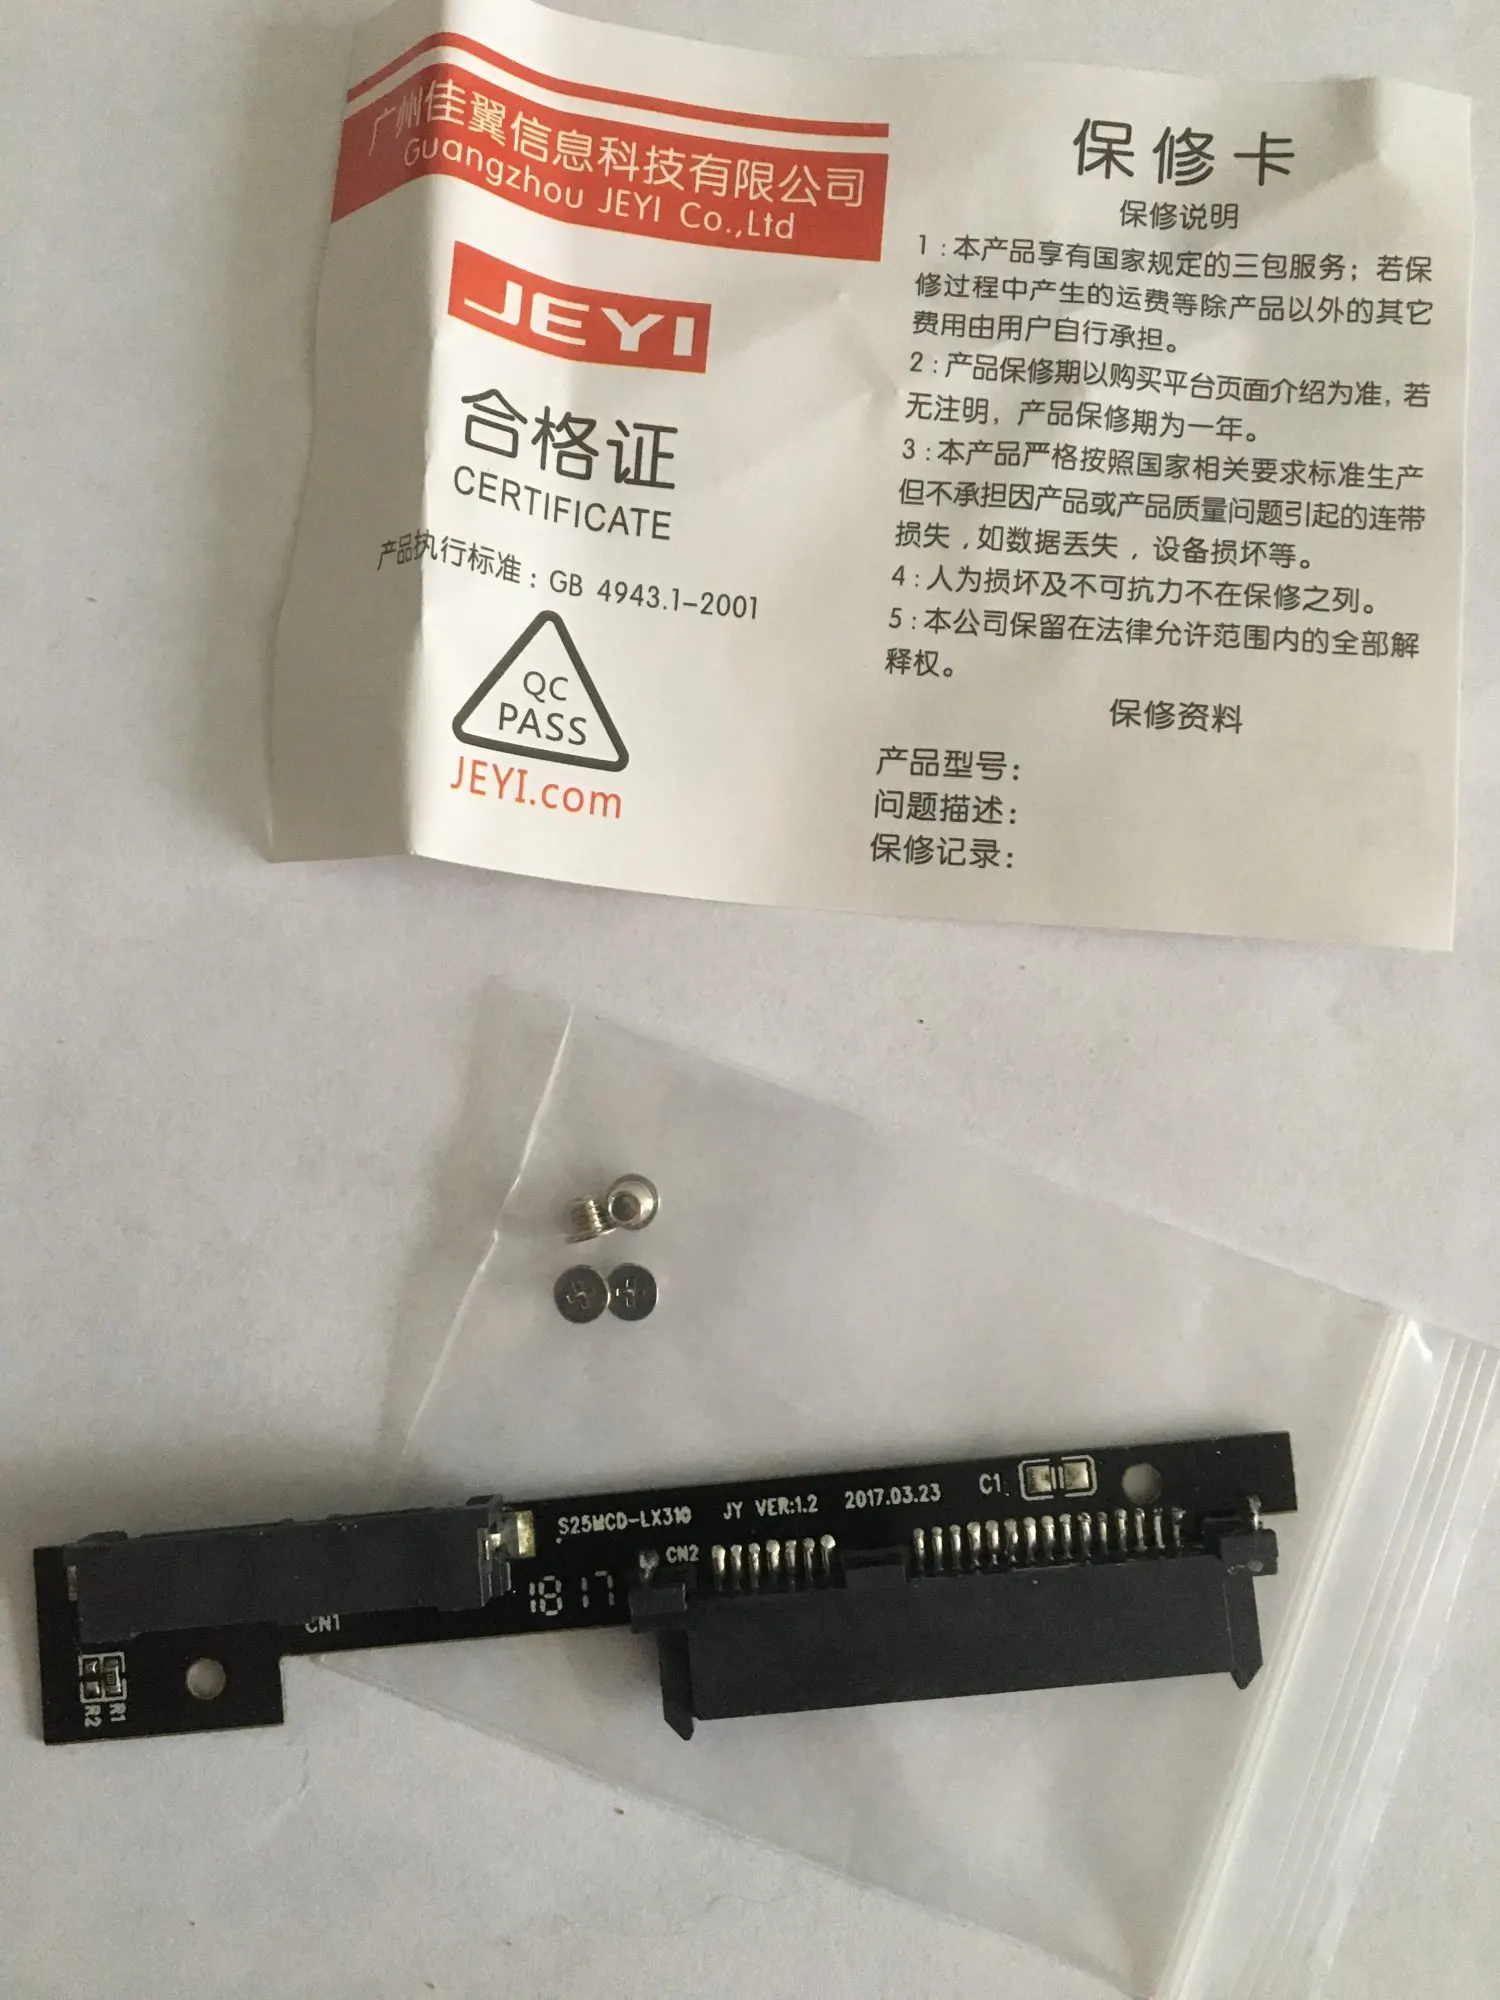 广州佳翼信息科技有限公司
Guangzhou JEYI Co.,Ltd
JEYI
合格证
CERTIFICATE
产品执行标准：GB 4943.1-2001
QC
PASS
JEYI.com
保修卡
保修说明
1：本产品享有国家规定的三包服务；若保
修过程中产生的运费等除产品以外的其它
费用由用户自行承担。
2：产品保修期以购买平台页面介绍为准，若
无注明，产品保修期为一年。
3：本产品严格按照国家相关要求标准生产
但不承担因产品或产品质量问题引起的连带
损失，如数据丢失，设备损坏等。
4：人为损坏及不可抗力不在保修之列。
5：本公司保留在法律允许范围内的全部解
释权。
保修资料
产品型号：
问题描述：
保修记录：
S25MCD-LX310 JY VER:1.2 2017.03.23 C1
CN2
1817
CN1
R1
R2